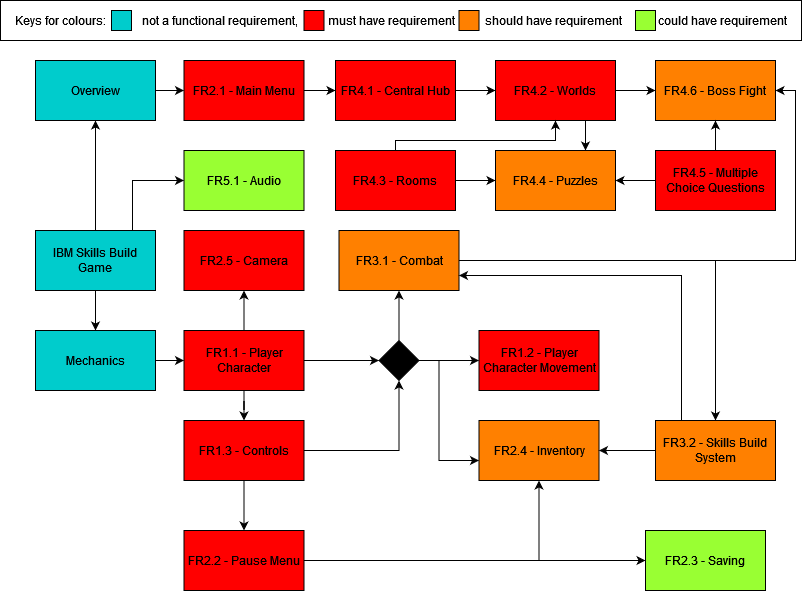 Keys for colours: not a functional requirement, must have requirement should have requirement could have requirement
Overview
FR2.1 - Main Menu
FR4.1 - Central Hub
FR4.2 - Worlds
FR4.6 - Boss Fight
FR5.1 - Audio
FR4.3 - Rooms
FR4.4 - Puzzles
FR4.5 - Multiple
Choice Questions
IBM Skills Build
Game
FR2.5 - Camera
FR3.1 - Combat
Mechanics
FR1.1 - Player
Character
FR1.2 - Player
Character Movement
FR1.3 - Controls
FR2.4 - Inventory
FR3.2 - Skills Build
System
FR2.2 - Pause Menu
FR2.3 - Saving